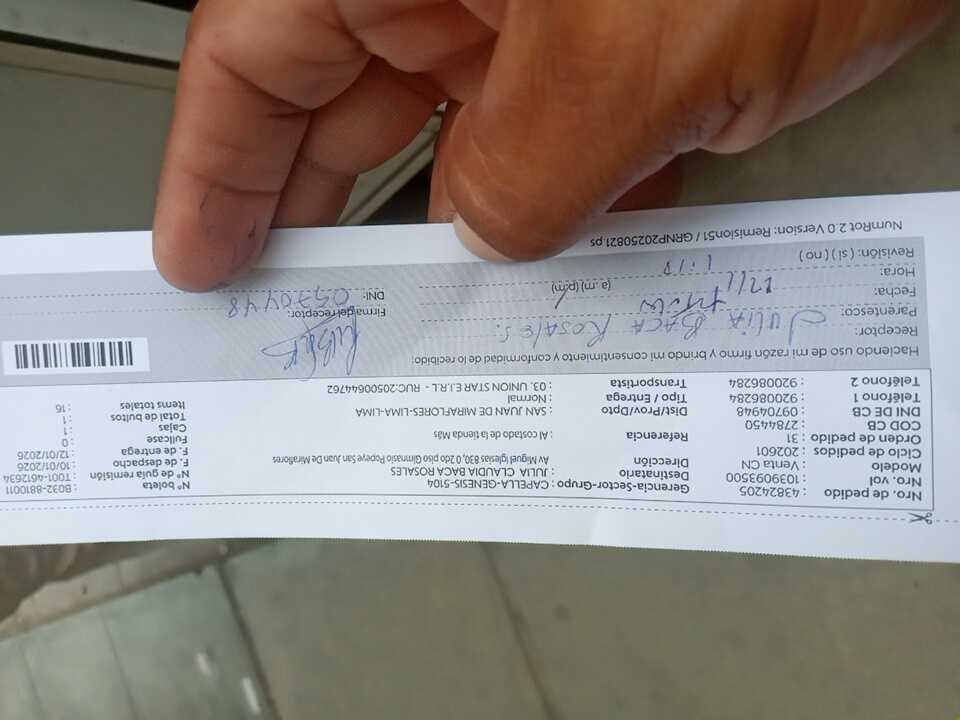 Nro. de pedido : 43824205
Nro. vol : 1039093500
Modelo : Venta CN
Ciclo de pedidos : 202601
Orden de pedido : 31
COD CB : 2784450
DNI DE CB : 09704948
Teléfono 1 : 920086284
Teléfono 2 : 920086284
Gerencia-Sector-Grupo : CAPELLA-GENESIS-5104
Destinatario : JULIA CLAUDIA BACA ROSALES
Dirección : Av Miguel Iglesias 830, 0.2do piso Gimnasio Popeye San Juan De Miraflores
Referencia : Al costado de la tienda Más
Dist/Prov/Dpto : SAN JUAN DE MIRAFLORES-LIMA-LIMA
Tipo / Entrega : Normal
Transportista : 03. UNION STAR E.I.R.L - RUC-20500644762
N° boleta : B032-8810011
N° de guía remisión : T001-4612634
F. de despacho : 10/01/2026
F. de entrega : 12/01/2026
Fullcase : 0
Cajas : 1
Total de bultos : 1
Items totales : 16
Haciendo uso de mi razón firmo y brindo mi consentimiento y conformidad de lo recibido:
Receptor: Julia Baca Rosales.
Parentesco:
Fecha:
Hora: (a.m) (p/m)
Revisión: ( si ) ( no )
Firma del receptor:
DNI:
NumRot 2.0 Version: Remision51 / GRNP20250821.ps